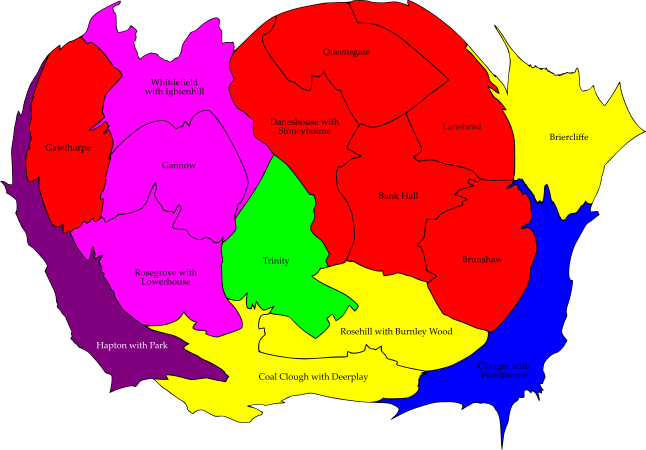 Queensgate
Whittlefield
with Ightenhill
Daneshouse with
Stoneyholme
Lanehead
Briercliffe
Gawthorpe
Gannow
Bank Hall
Trinity
Brunshaw
Rosegrove with
Lowerhouse
Rosehill with Burnley Wood
Hapton with Park
Cliviger with
Worsthorne
Coal Clough with Deerplay